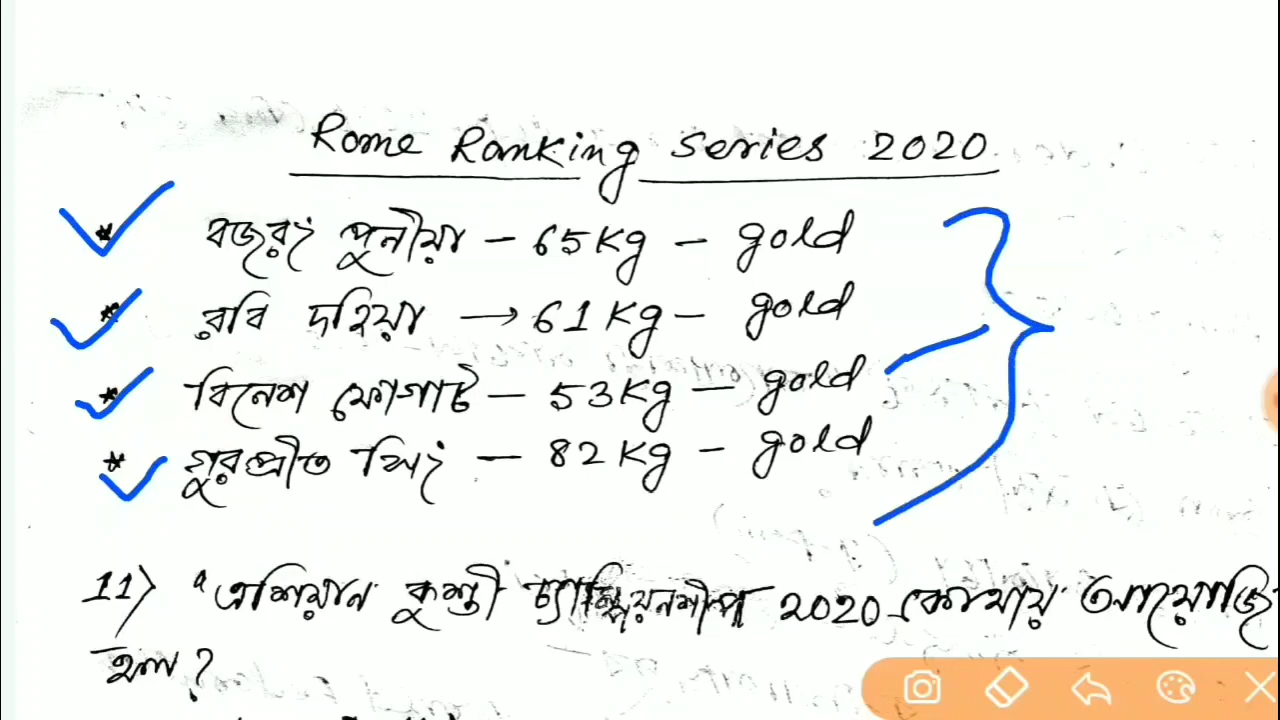 Rome Ranking Series 2020
* বজরং পুনীয়া - 65Kg - gold
* রবি দহিয়া → 61Kg - gold
* বিনেশ ফোগাট - 53Kg - gold
* গুরপ্রীত সিং - 82Kg - gold
11) "এশিয়ান কুস্তী চ্যাম্পিয়নশীপ 2020 কোথায় আয়োজি
হল?